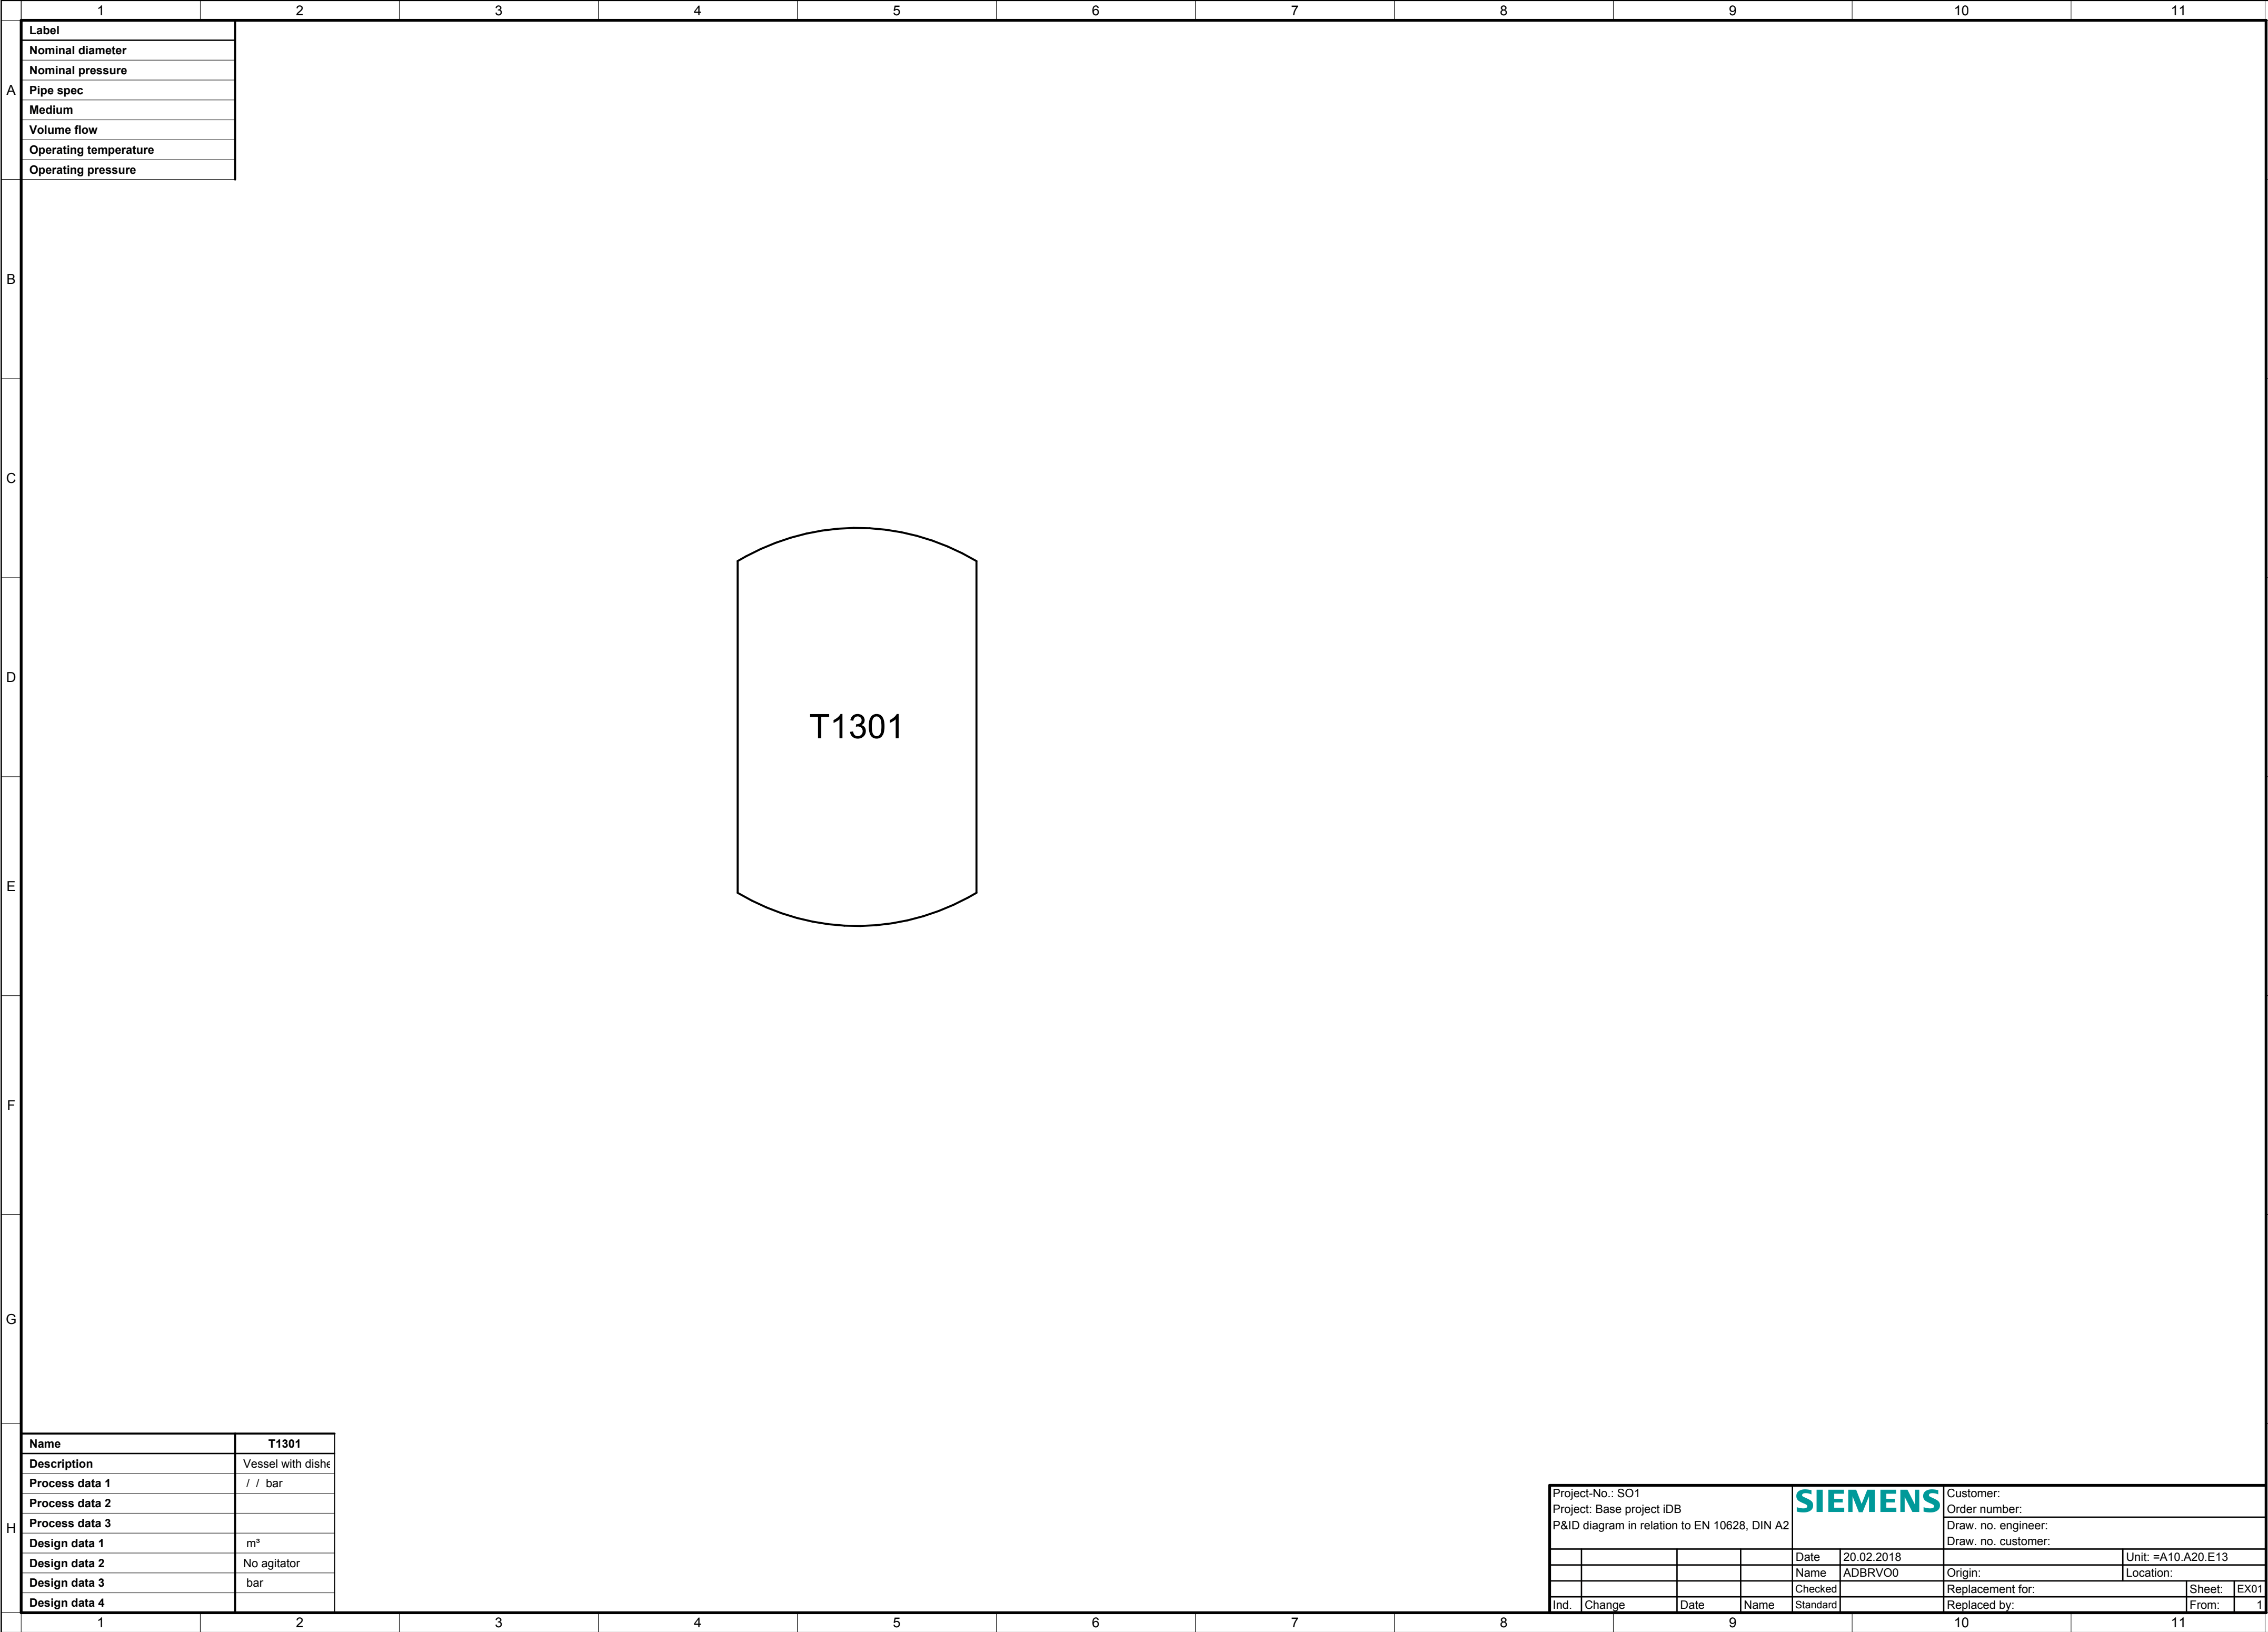 1 2 3 4 5 6 7 8 9 10 11
Label
Nominal diameter
Nominal pressure
A Pipe spec
Medium
Volume flow
Operating temperature
Operating pressure
B
C
D
T1301
E
F
G
Name T1301
Description Vessel with dishe
Process data 1 / / bar
Process data 2
H Process data 3
Design data 1 m³
Design data 2 No agitator
Design data 3 bar
Design data 4
Project-No.: SO1
Project: Base project iDB
P&ID diagram in relation to EN 10628, DIN A2
SIEMENS
Customer:
Order number:
Draw. no. engineer:
Draw. no. customer:
Date 20.02.2018 Unit: =A10.A20.E13
Name ADBRVO0 Origin: Location:
Checked Replacement for: Sheet: EX01
Ind. Change Date Name Standard Replaced by: From: 1
1 2 3 4 5 6 7 8 9 10 11